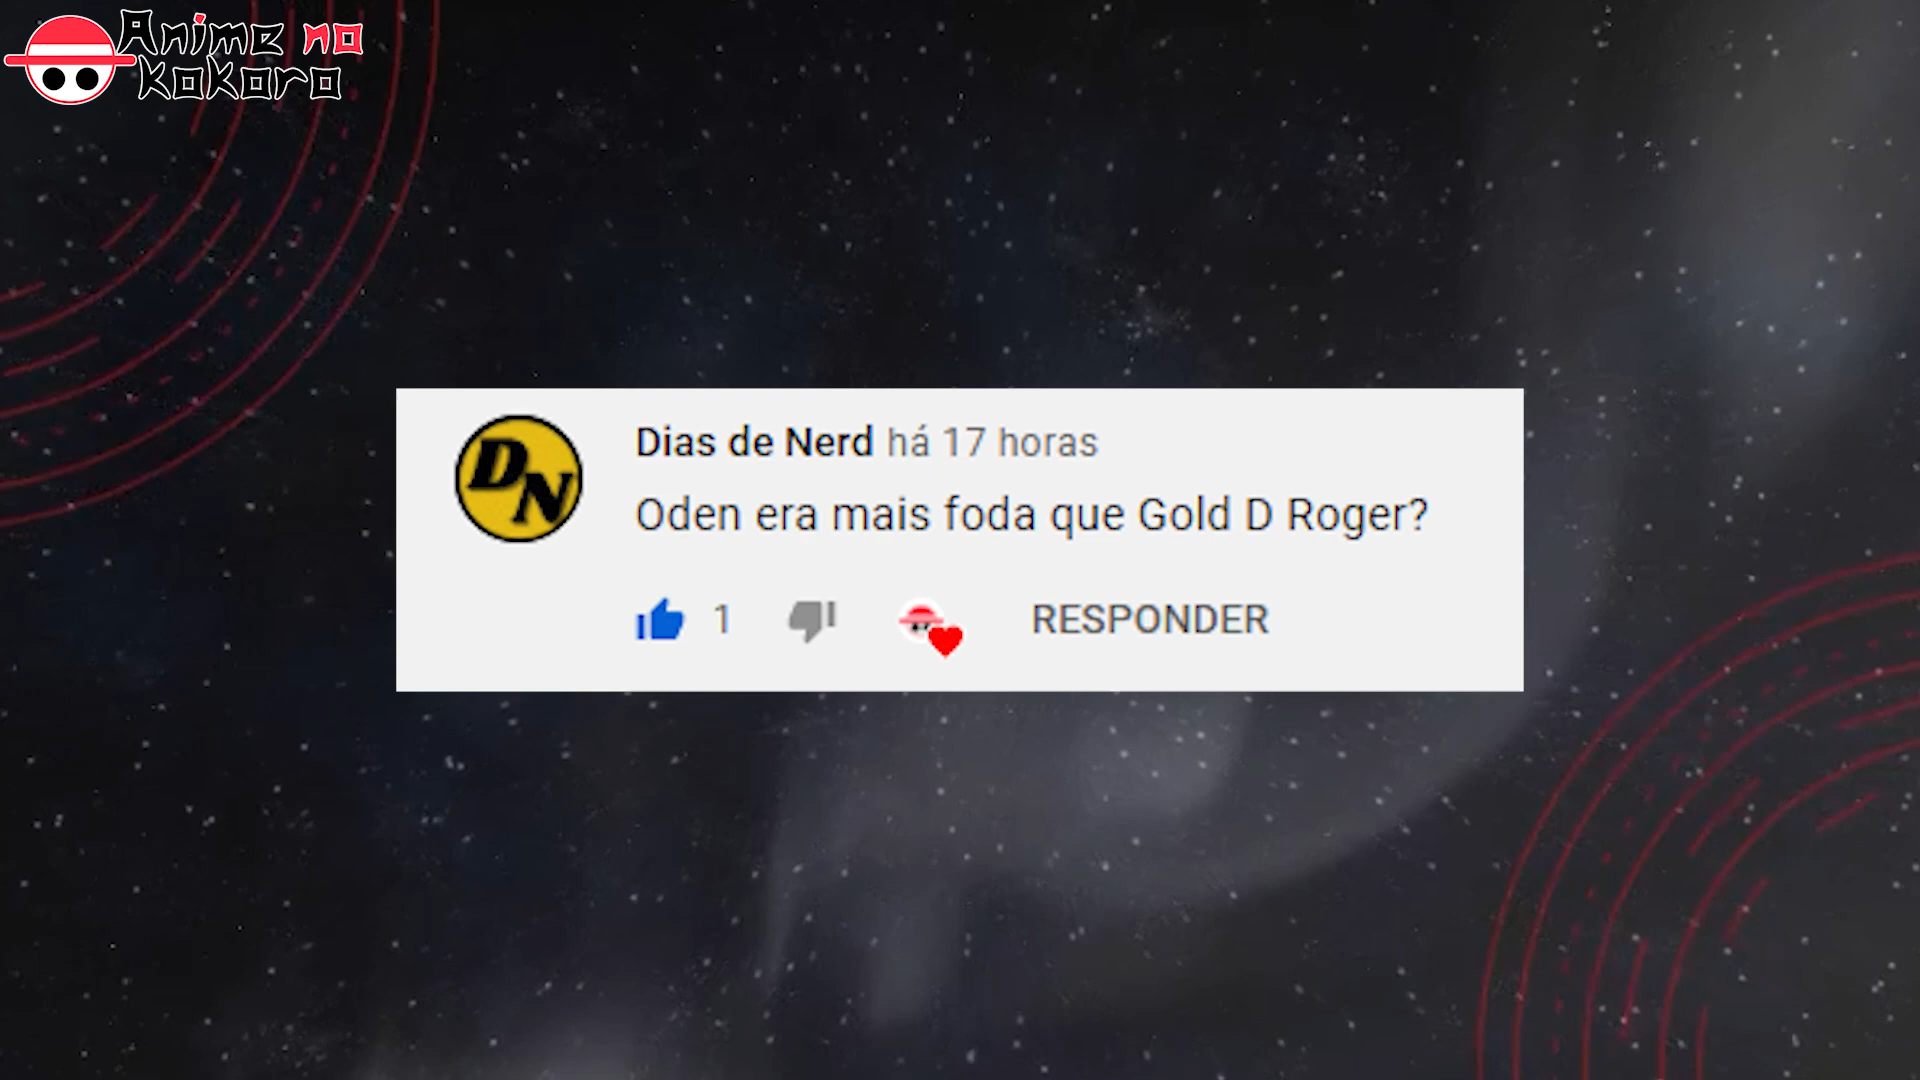 Anime no
kokoro
Dias de Nerd há 17 horas
DN
Oden era mais foda que Gold D Roger?
1 RESPONDER